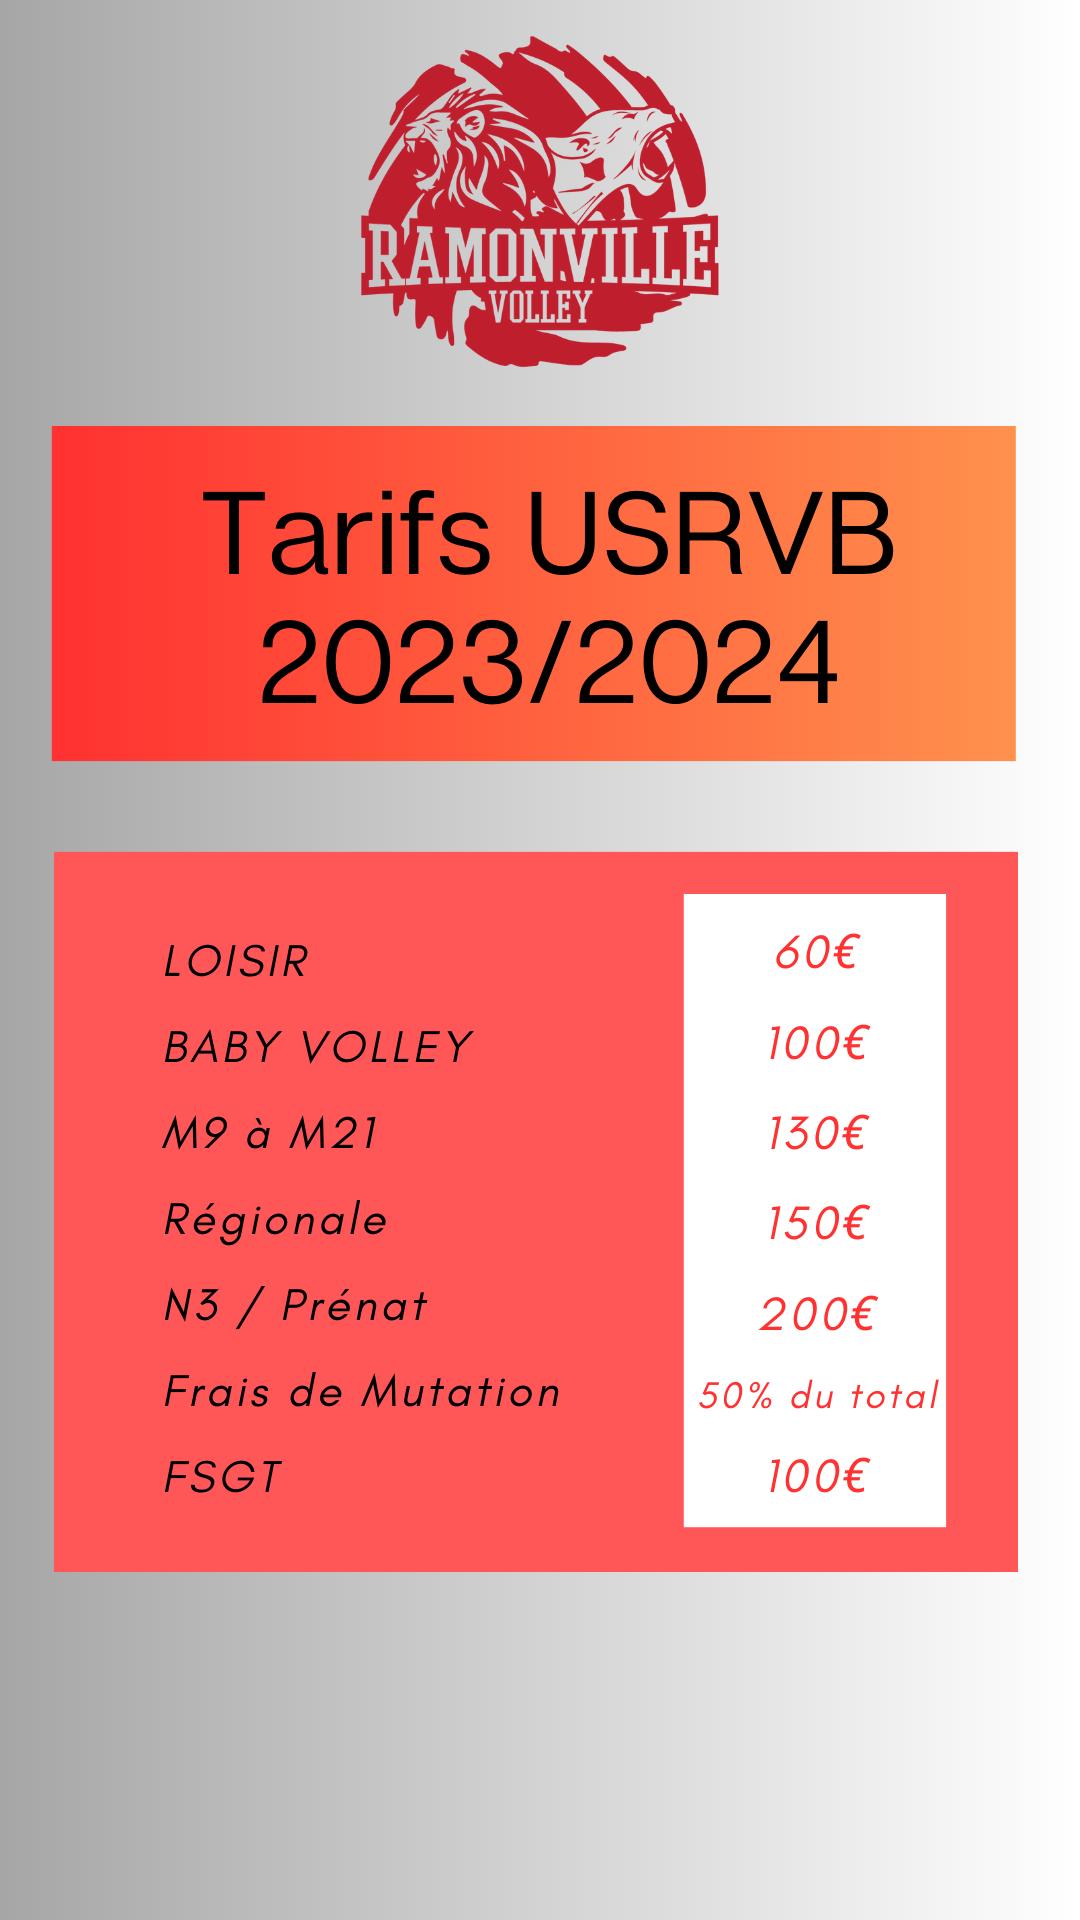 RAMONVILLE
VOLLEY
Tarifs USRVB
2023/2024
LOISIR 60€
BABY VOLLEY 100€
M9 à M21 130€
Régionale 150€
N3 / Prénat 200€
Frais de Mutation 50% du total
FSGT 100€